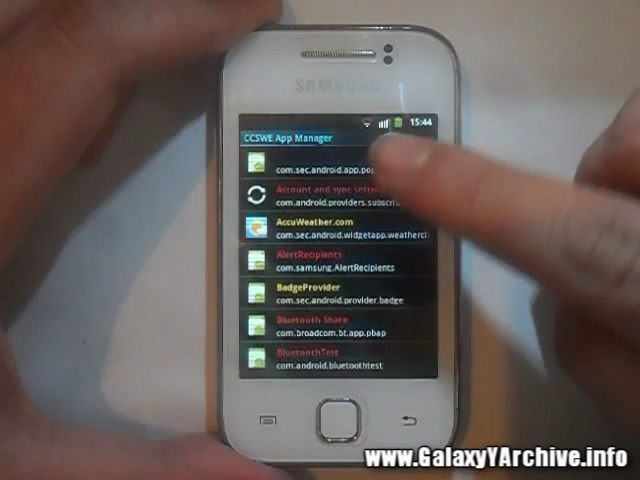 SAMSUNG
15:44
CCSWE App Manager
com.sec.android.app.pop
Account and sync setti
com.android.providers.subscri
AccuWeather.com
com.sec.android.widgetapp.weathercl
AlertRecipients
com.samsung.AlertRecipients
BadgeProvider
com.sec.android.provider.badge
Bluetooth Share
com.broadcom.bt.app.pbap
BluetoothTest
com.android.bluetoothtest
www.GalaxyYArchive.info